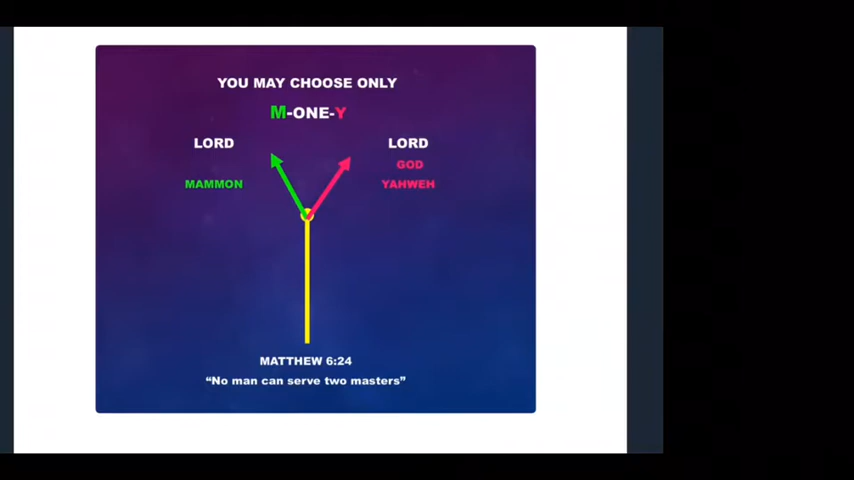 YOU MAY CHOOSE ONLY
M-ONE-Y
LORD
LORD
GOD
MAMMON
YAHWEH
MATTHEW 6:24
“No man can serve two masters”